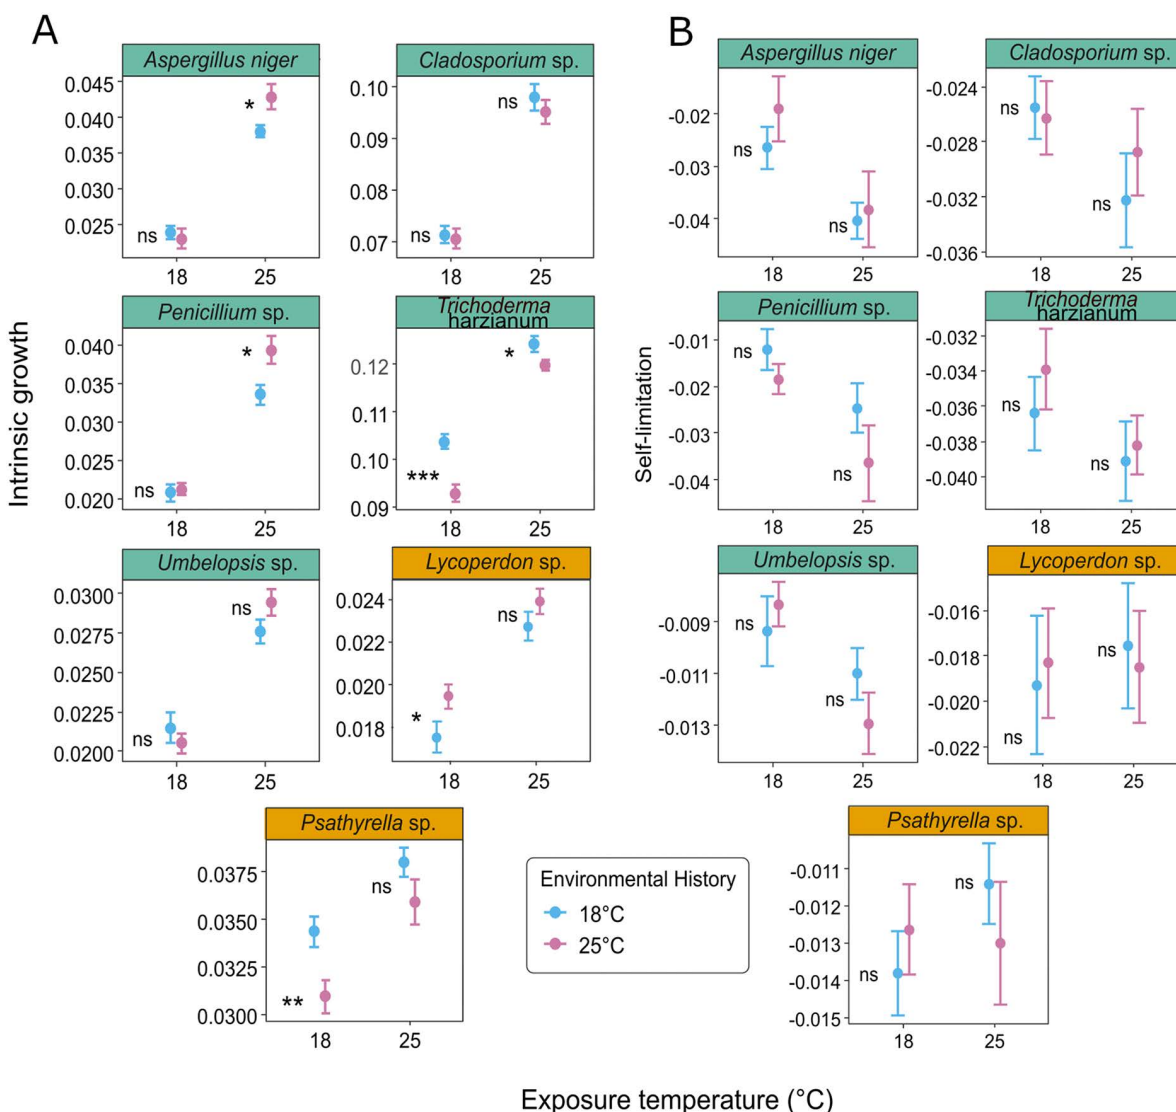 A
B
Aspergillus niger
0.045
0.040
0.035
0.030
0.025
*
ns
18
25
Cladosporium sp.
0.10
0.09
0.08
0.07
ns
ns
18
25
Aspergillus niger
-0.02
-0.03
-0.04
ns
ns
18
25
Cladosporium sp.
-0.024
-0.028
-0.032
-0.036
ns
ns
18
25
Intrinsic growth
Penicillium sp.
0.040
0.035
0.030
0.025
0.020
*
ns
18
25
Trichoderma
harzianum
0.12
0.11
0.10
0.09
*
***
18
25
Self-limitation
Penicillium sp.
-0.01
-0.02
-0.03
-0.04
ns
ns
18
25
Trichoderma
harzianum
-0.032
-0.034
-0.036
-0.038
-0.040
ns
ns
18
25
Umbelopsis sp.
0.0300
0.0275
0.0250
0.0225
0.0200
ns
ns
18
25
Lycoperdon sp.
0.024
0.022
0.020
0.018
ns
*
18
25
Umbelopsis sp.
-0.009
-0.011
-0.013
ns
ns
18
25
Lycoperdon sp.
-0.016
-0.018
-0.020
-0.022
ns
ns
18
25
Psathyrella sp.
0.0375
0.0350
0.0325
0.0300
ns
**
18
25
Environmental History
18°C
25°C
Psathyrella sp.
-0.011
-0.012
-0.013
-0.014
-0.015
ns
ns
18
25
Exposure temperature (°C)